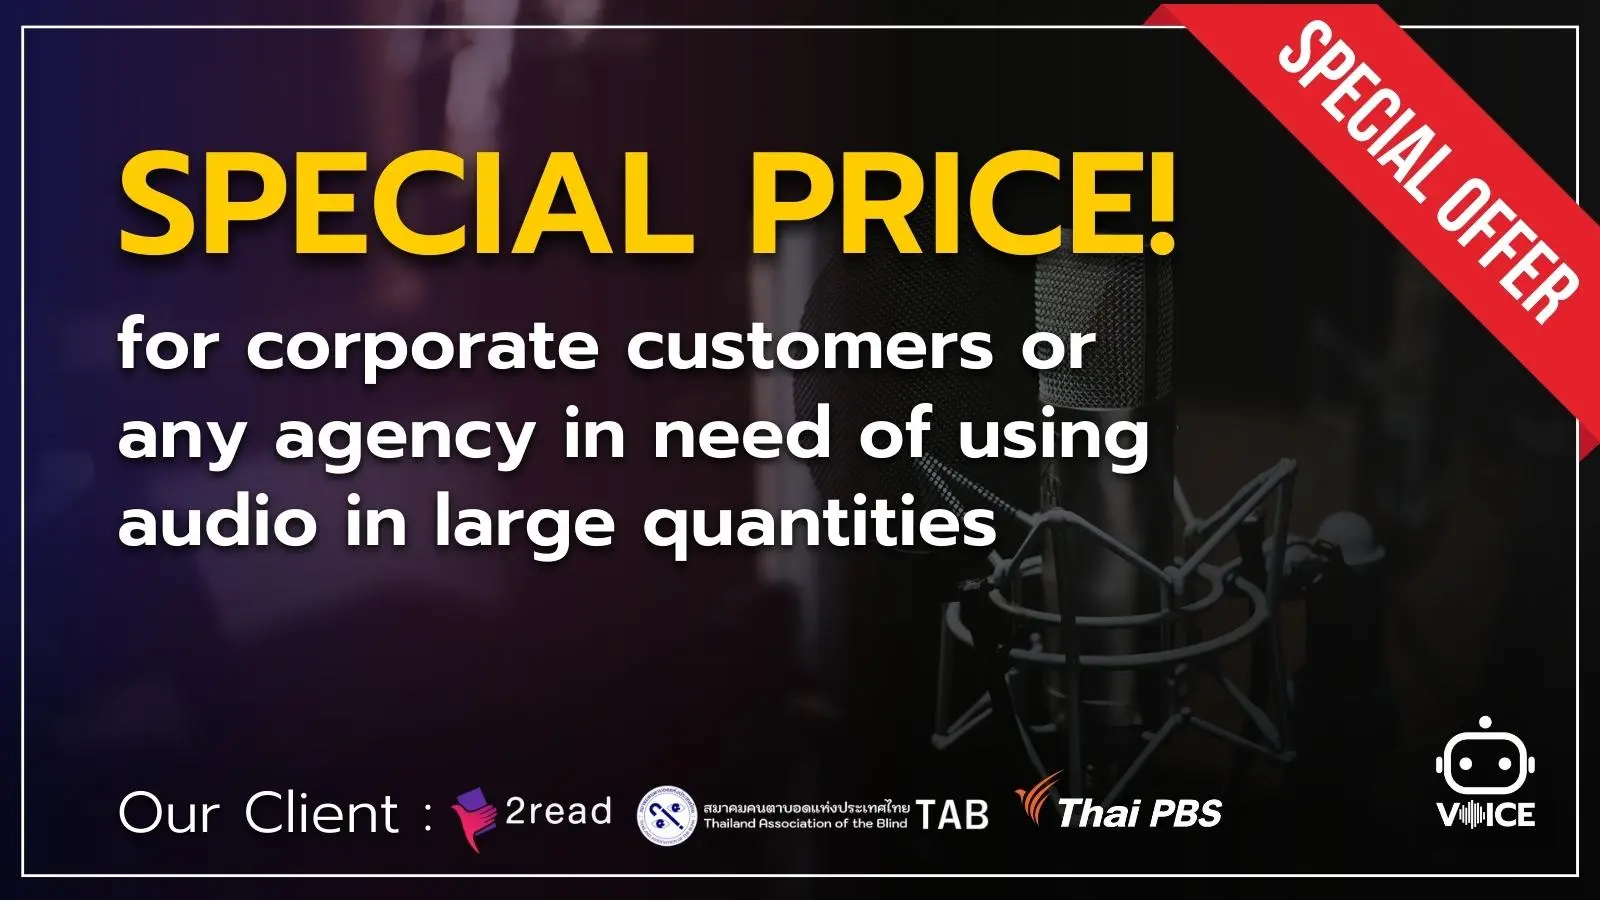 SPECIAL OFFER
SPECIAL PRICE!
for corporate customers or
any agency in need of using
audio in large quantities
Our Client :
2read
สมาคมคนตาบอดแห่งประเทศไทย
Thailand Association of the Blind
TAB
Thai PBS
VOICE